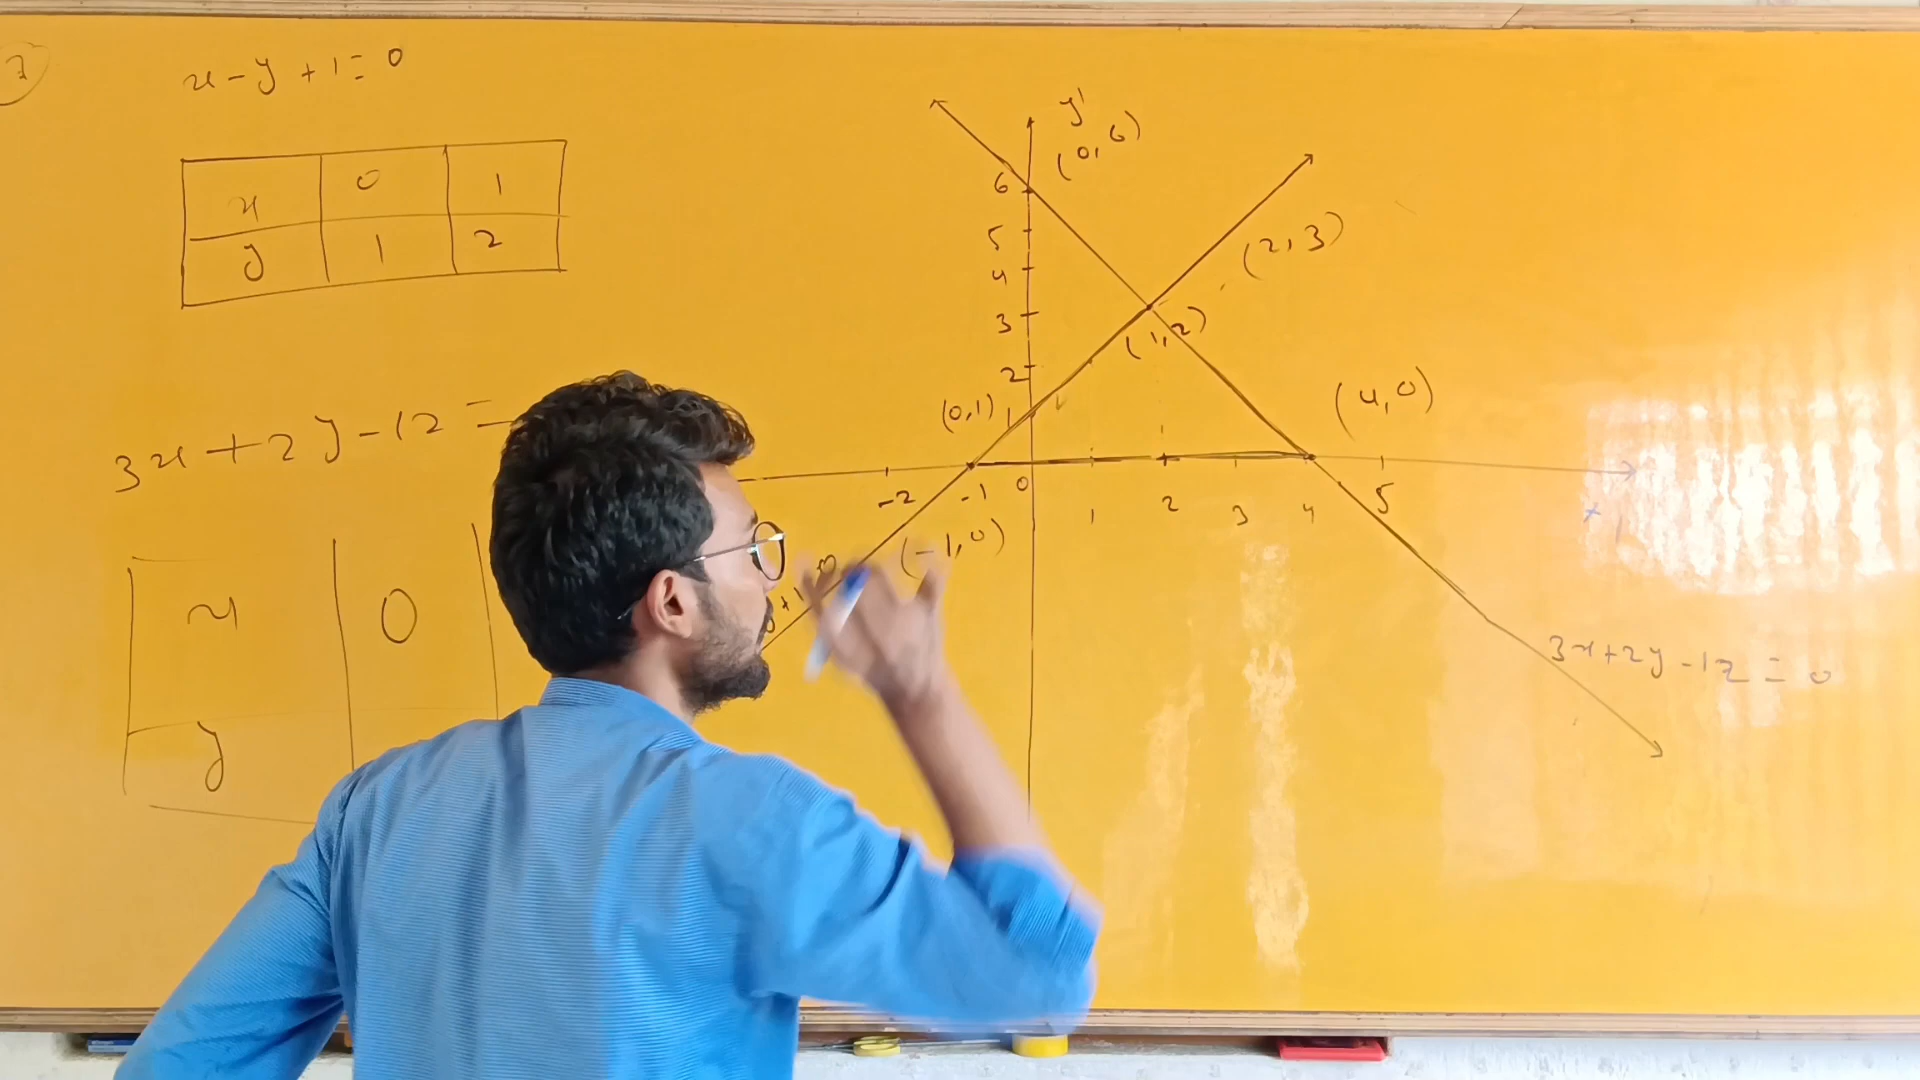 7
x - y + 1 = 0
x 0 1
y 1 2
3x + 2y - 12 =
x 0
y
y'
(0, 6)
6
5
4
3
2
1
(2, 3)
(1, 2)
(0, 1)
(4, 0)
-2 -1 0 1 2 3 4 5
x
(-1, 0)
+1 0
3x + 2y - 12 = 0